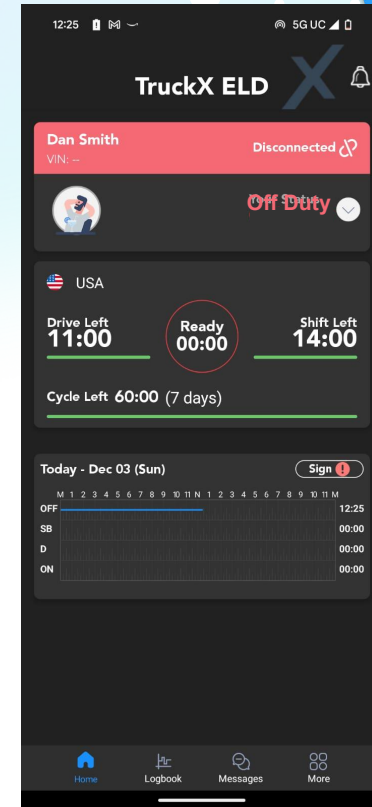 12:25 5G UC
TruckX ELD
Dan Smith
VIN: --
Disconnected
Your Status
Off Duty
USA
Drive Left
11:00
Ready
00:00
Shift Left
14:00
Cycle Left 60:00 (7 days)
Today - Dec 03 (Sun)
Sign
M 1 2 3 4 5 6 7 8 9 10 11 N 1 2 3 4 5 6 7 8 9 10 11 M
OFF 12:25
SB 00:00
D 00:00
ON 00:00
Home Logbook Messages More